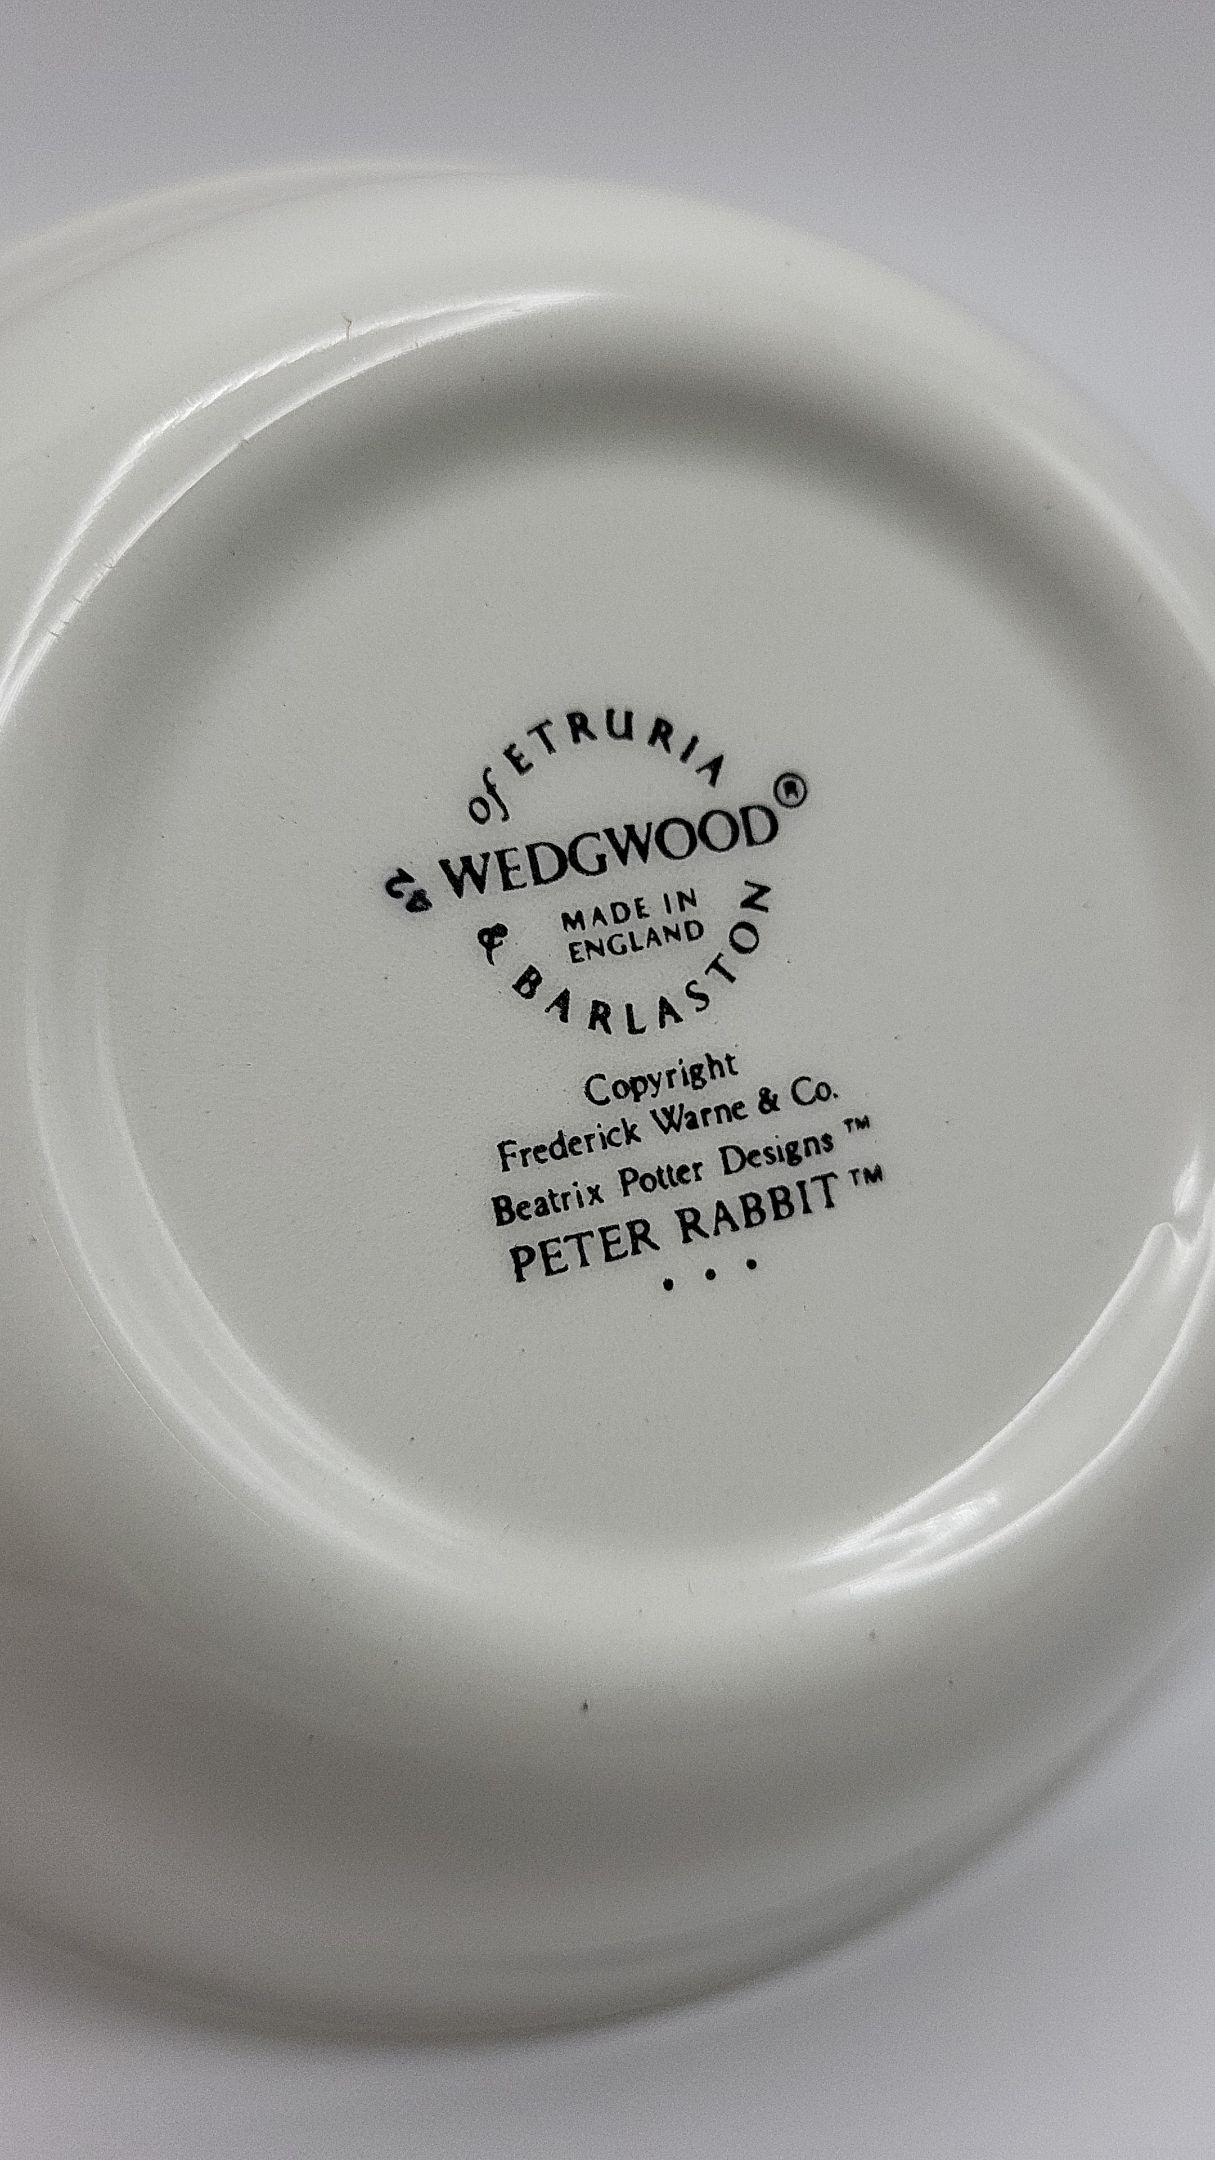 of ETRURIA
WEDGWOOD®
MADE IN
ENGLAND
& BARLASTON
Copyright
Frederick Warne & Co.
Beatrix Potter Designs ™
PETER RABBIT ™
• • •